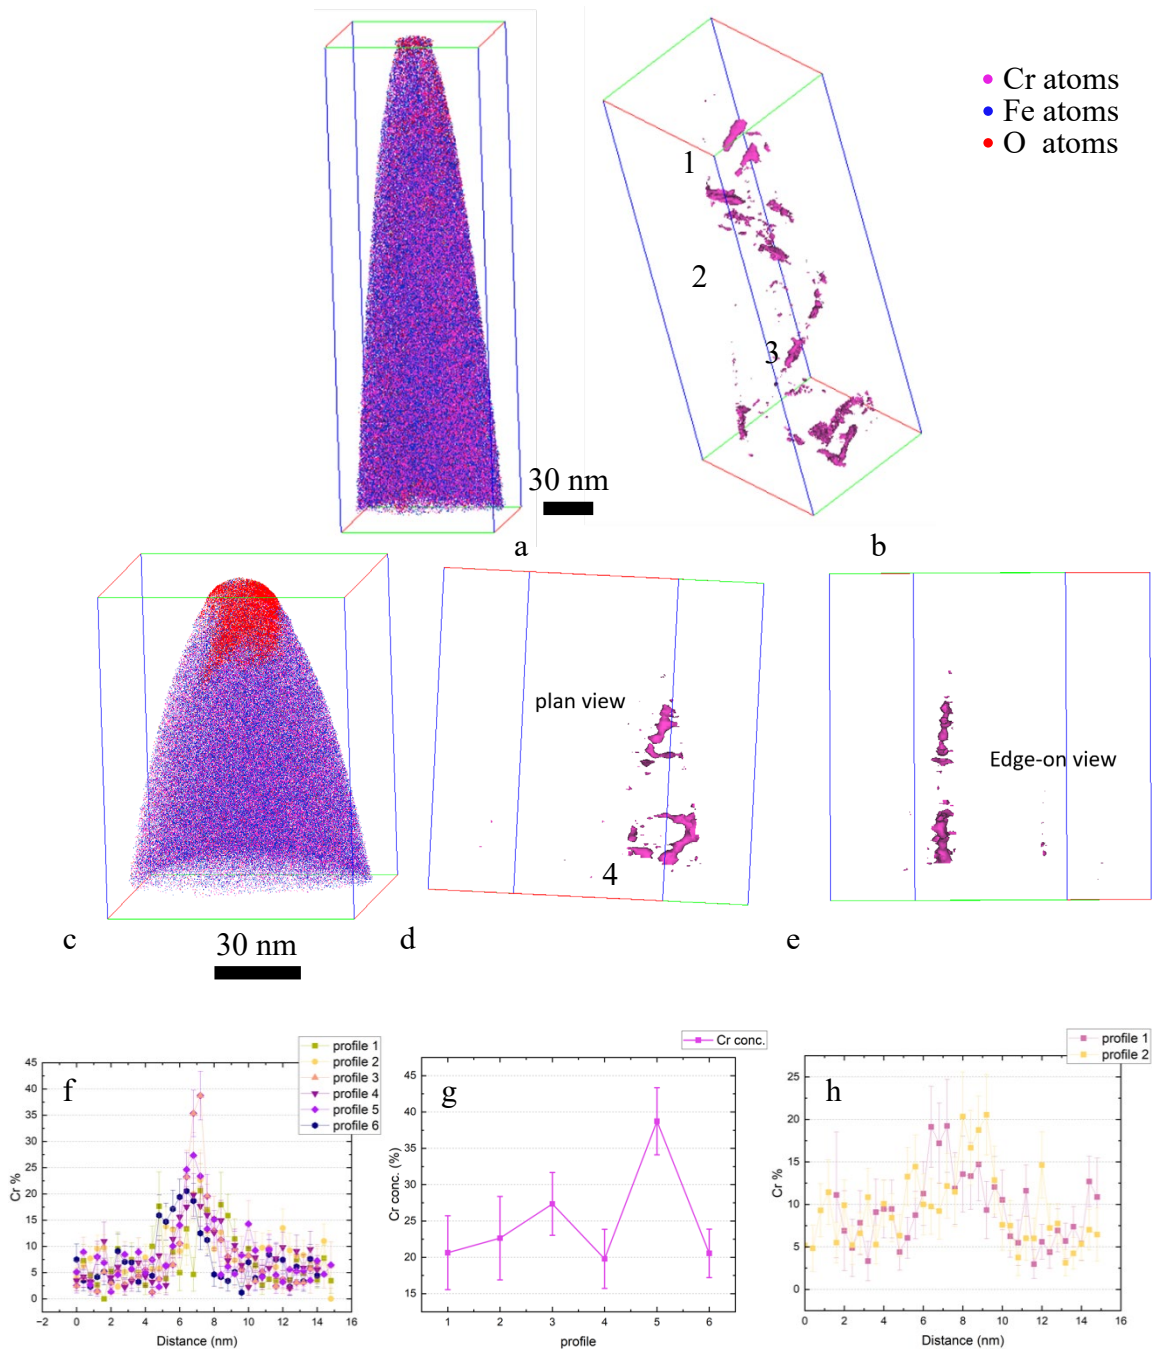 Cr atoms
Fe atoms
O atoms
1
2
3
30 nm
a
b
plan view
Edge-on view
4
c
d
e
30 nm
profile 1
profile 2
profile 3
profile 4
profile 5
profile 6
f
45
40
35
30
25
20
15
10
5
0
Cr %
−2 0 2 4 6 8 10 12 14 16
Distance (nm)
Cr conc.
g
45
40
35
30
25
20
15
Cr conc. (%)
1 2 3 4 5 6
profile
profile 1
profile 2
h
25
20
15
10
5
0
Cr %
0 2 4 6 8 10 12 14 16
Distance (nm)